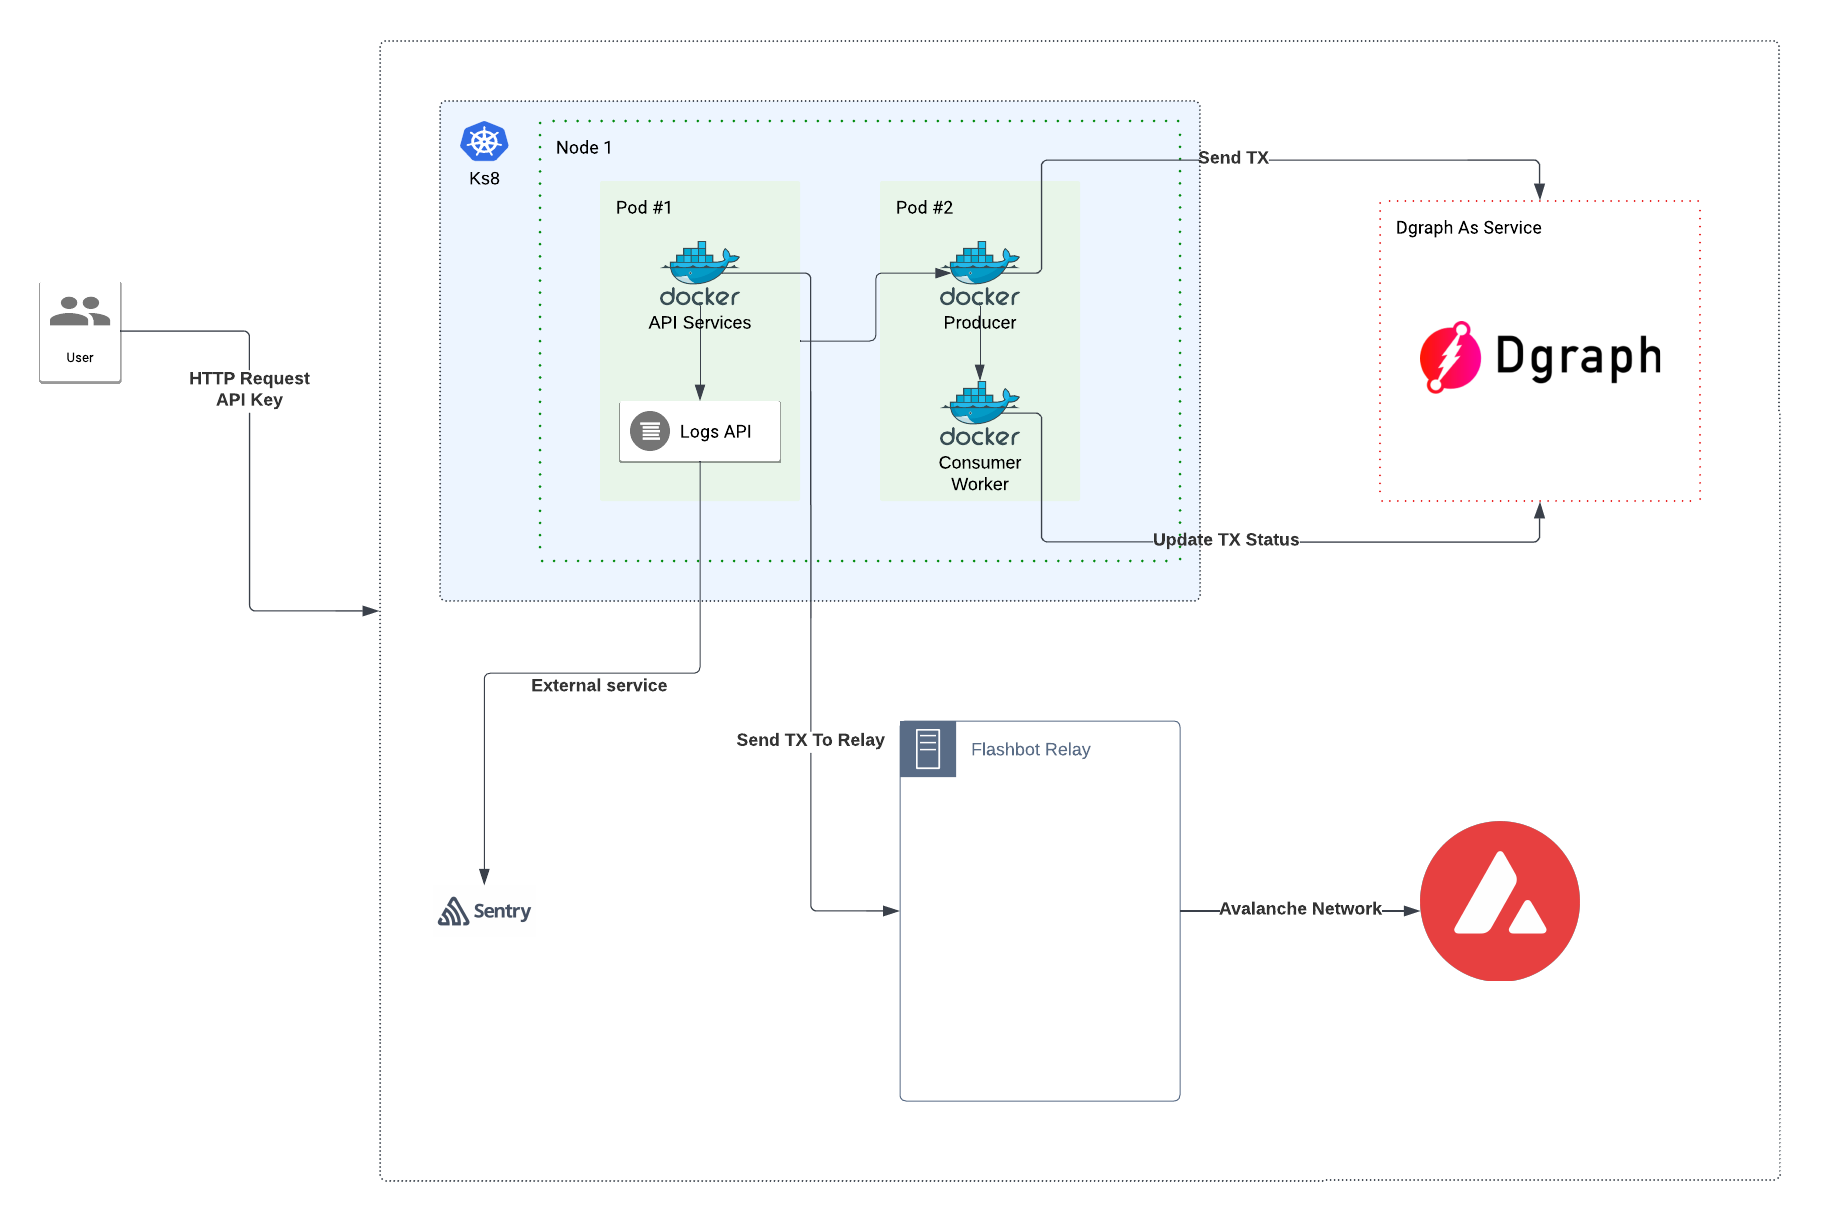 Ks8
Node 1
Pod #1
docker
API Services
Logs API
Pod #2
docker
Producer
docker
Consumer
Worker
Send TX
Dgraph As Service
Dgraph
Update TX Status
User
HTTP Request
API Key
External service
Sentry
Send TX To Relay
Flashbot Relay
Avalanche Network